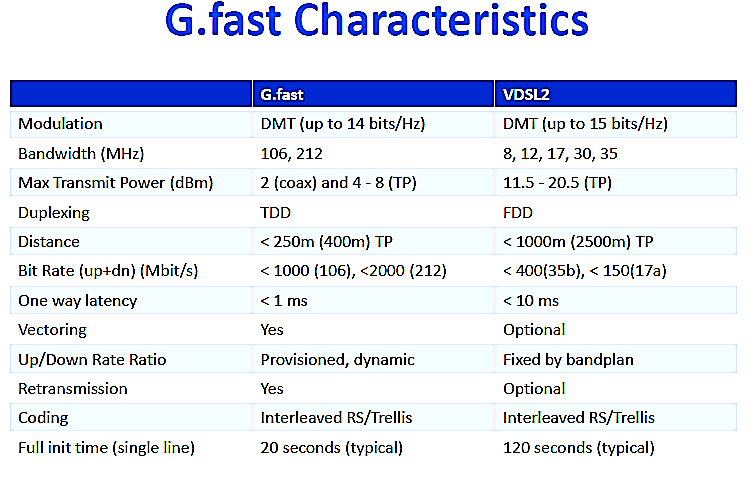 G.fast Characteristics
G.fast VDSL2
Modulation DMT (up to 14 bits/Hz) DMT (up to 15 bits/Hz)
Bandwidth (MHz) 106, 212 8, 12, 17, 30, 35
Max Transmit Power (dBm) 2 (coax) and 4 - 8 (TP) 11.5 - 20.5 (TP)
Duplexing TDD FDD
Distance < 250m (400m) TP < 1000m (2500m) TP
Bit Rate (up+dn) (Mbit/s) < 1000 (106), <2000 (212) < 400(35b), < 150(17a)
One way latency < 1 ms < 10 ms
Vectoring Yes Optional
Up/Down Rate Ratio Provisioned, dynamic Fixed by bandplan
Retransmission Yes Optional
Coding Interleaved RS/Trellis Interleaved RS/Trellis
Full init time (single line) 20 seconds (typical) 120 seconds (typical)